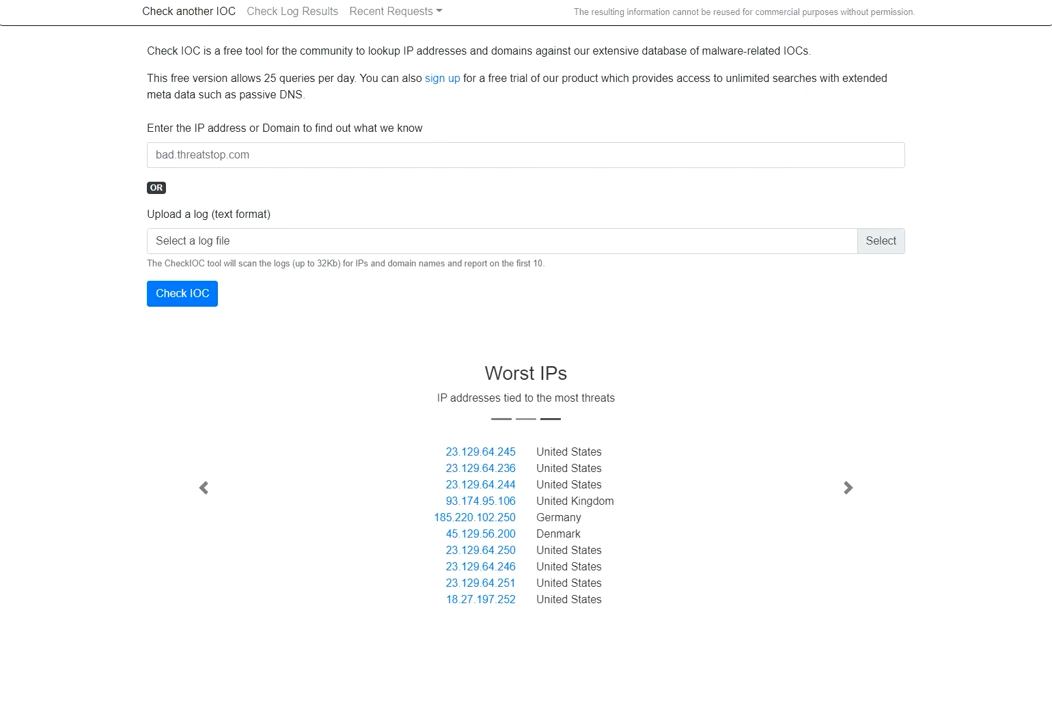 Check another IOC Check Log Results Recent Requests The resulting information cannot be reused for commercial purposes without permission.
Check IOC is a free tool for the community to lookup IP addresses and domains against our extensive database of malware-related IOCs.
This free version allows 25 queries per day. You can also sign up for a free trial of our product which provides access to unlimited searches with extended
meta data such as passive DNS.
Enter the IP address or Domain to find out what we know
bad.threatstop.com
OR
Upload a log (text format)
Select a log file Select
The CheckIOC tool will scan the logs (up to 32Kb) for IPs and domain names and report on the first 10.
Check IOC
Worst IPs
IP addresses tied to the most threats
23.129.64.245 United States
23.129.64.236 United States
23.129.64.244 United States
93.174.95.106 United Kingdom
185.220.102.250 Germany
45.129.56.200 Denmark
23.129.64.250 United States
23.129.64.246 United States
23.129.64.251 United States
18.27.197.252 United States